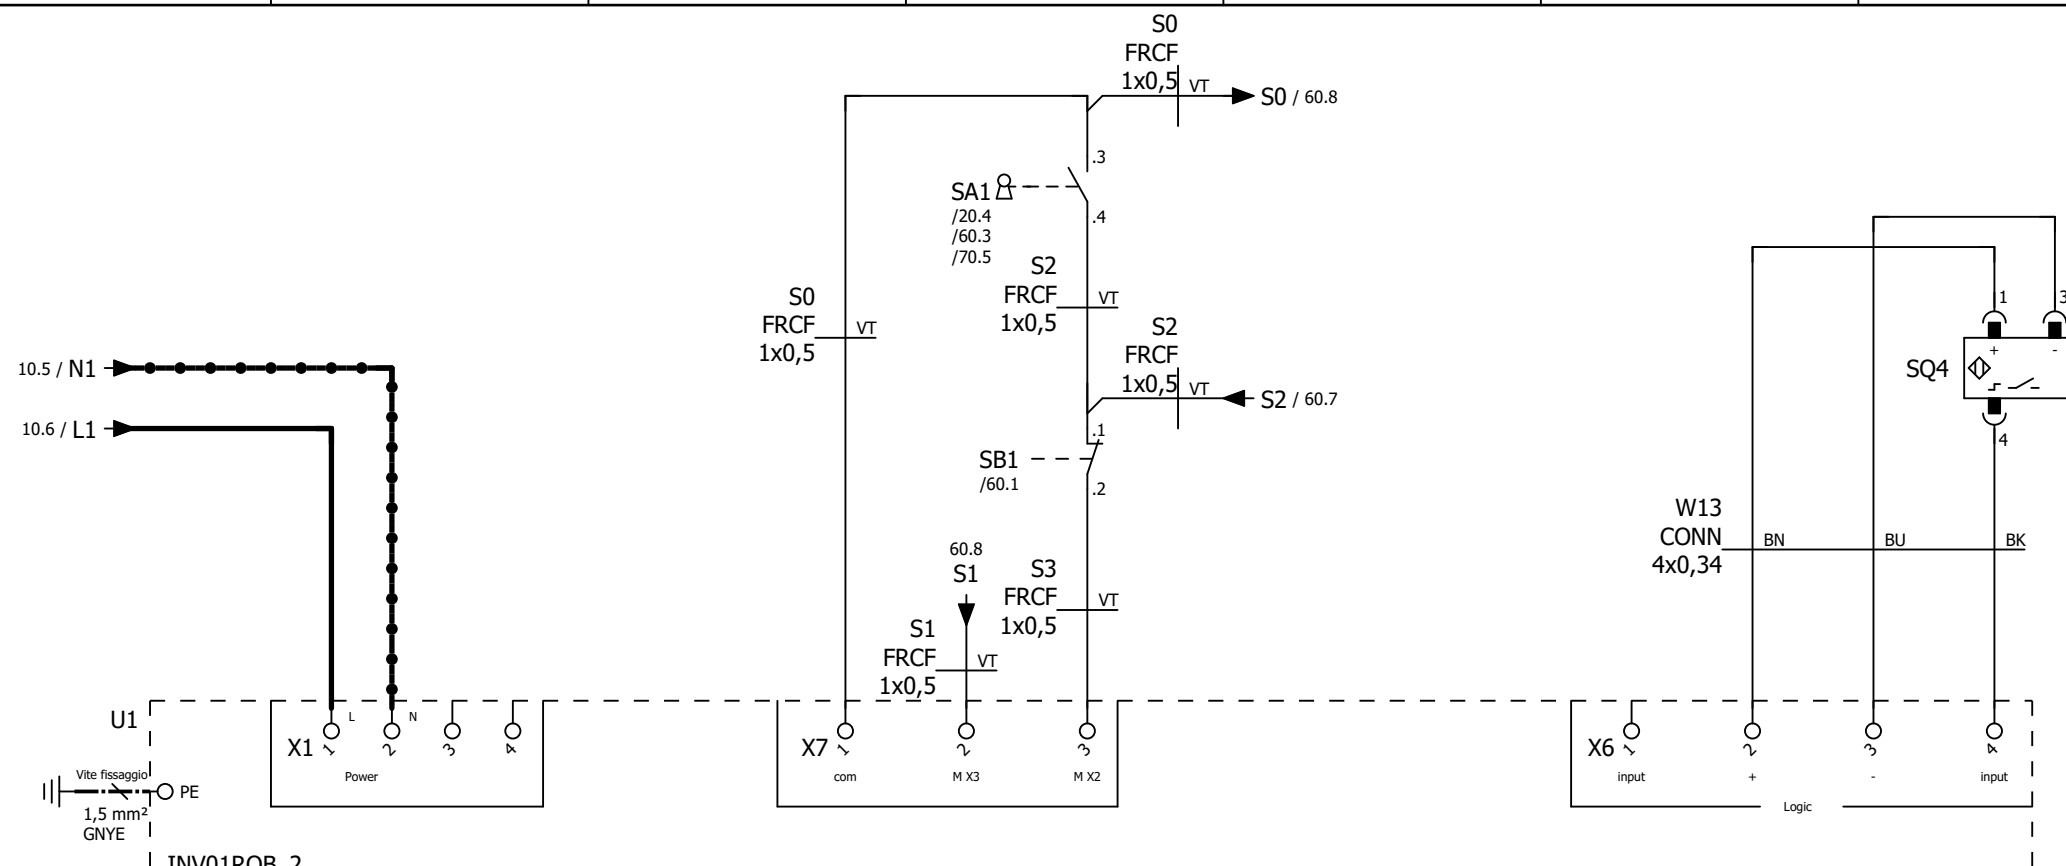 S0
FRCF
1x0,5
VT
S0 / 60.8
.3
SA1
/20.4
/60.3
/70.5
.4
S2
FRCF
1x0,5
VT
S0
FRCF
1x0,5
VT
S2
FRCF
1x0,5
VT
S2 / 60.7
10.5 / N1
10.6 / L1
.1
SB1
/60.1
.2
60.8
S1
S3
FRCF
1x0,5
VT
S1
FRCF
1x0,5
VT
1
3
+
-
SQ4
4
W13
CONN
4x0,34
BN
BU
BK
U1
L
N
X1
1
2
3
4
Power
X7
1
2
3
com
M X3
M X2
X6
1
2
3
4
input
+
-
input
Logic
Vite fissaggio
PE
1,5 mm²
GNYE
INV01ROB_2